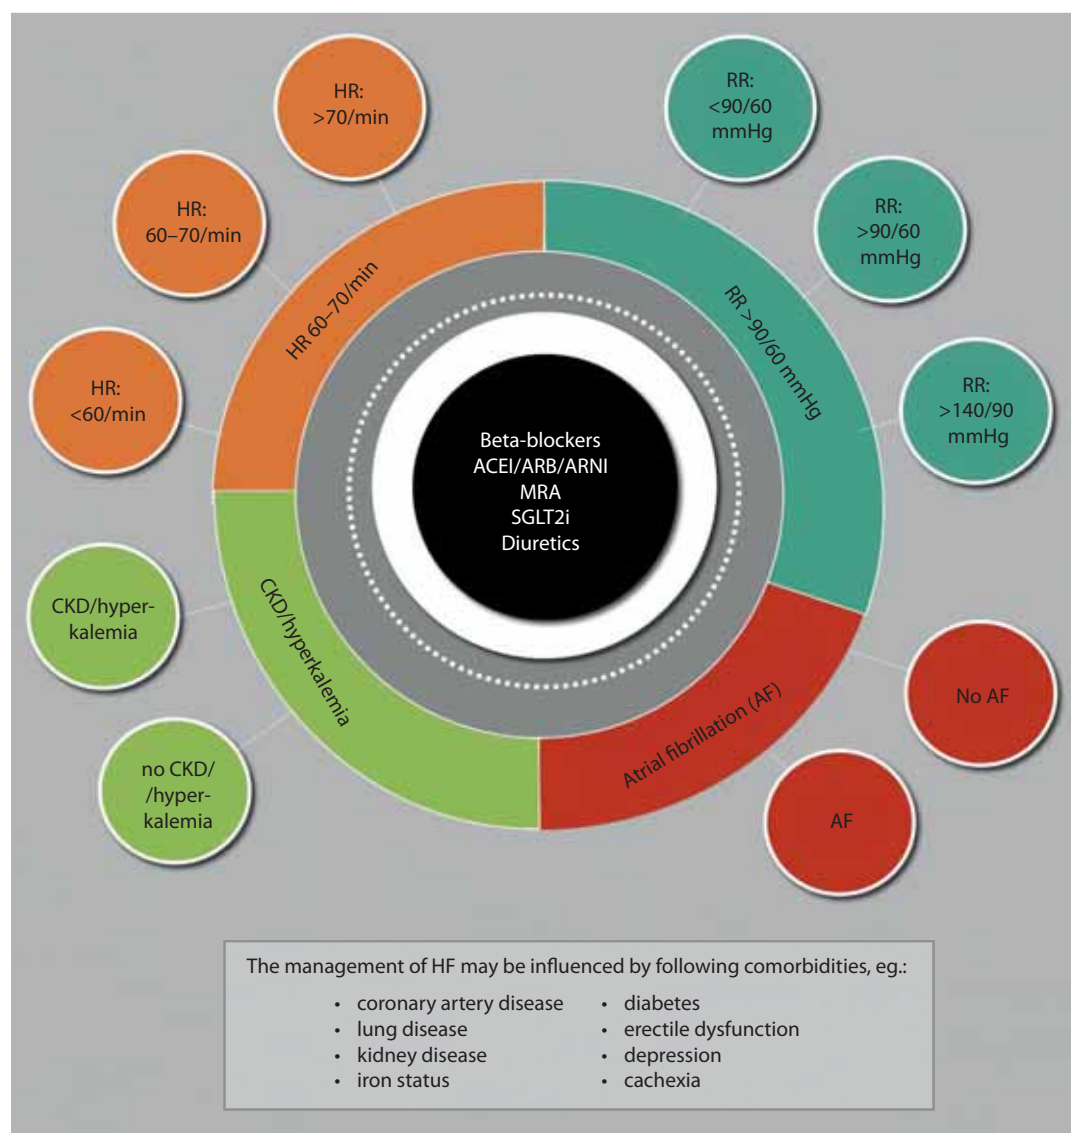 HR:
>70/min
RR:
<90/60
mmHg
HR:
60–70/min
RR:
>90/60
mmHg
HR 60–70/min
RR >90/60 mmHg
HR:
<60/min
RR:
>140/90
mmHg
Beta-blockers
ACEI/ARB/ARNI
MRA
SGLT2i
Diuretics
CKD/hyper-
kalemia
CKD/hyperkalemia
Atrial fibrillation (AF)
No AF
no CKD/
/hyper-
kalemia
AF
The management of HF may be influenced by following comorbidities, eg.:
• coronary artery disease
• lung disease
• kidney disease
• iron status
• diabetes
• erectile dysfunction
• depression
• cachexia